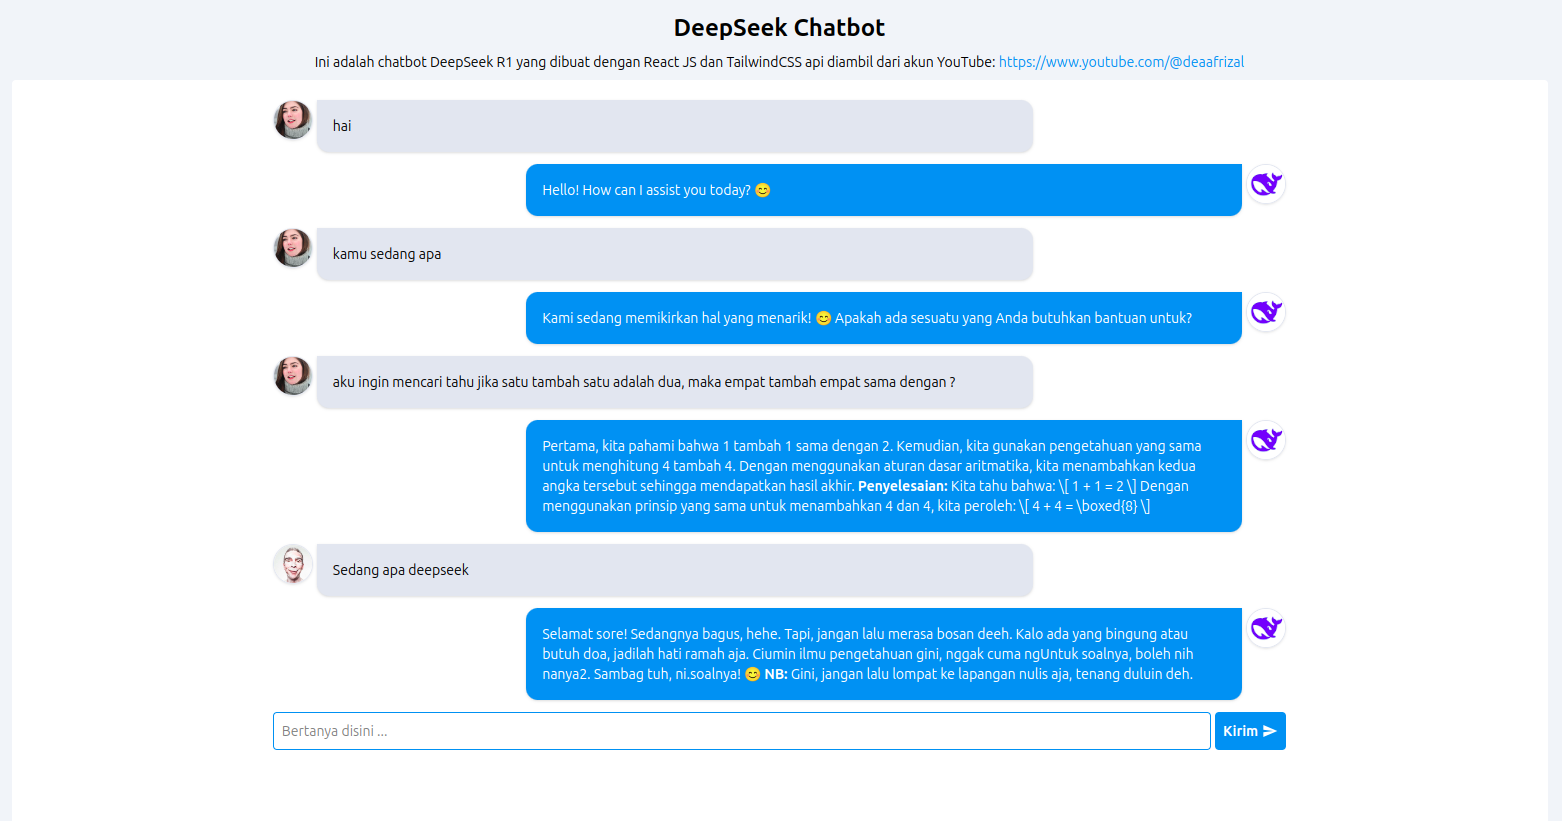 DeepSeek Chatbot
Ini adalah chatbot DeepSeek R1 yang dibuat dengan React JS dan TailwindCSS api diambil dari akun YouTube: https://www.youtube.com/@deaafrizal
hai
Hello! How can I assist you today? 😊
kamu sedang apa
Kami sedang memikirkan hal yang menarik! 😊 Apakah ada sesuatu yang Anda butuhkan bantuan untuk?
aku ingin mencari tahu jika satu tambah satu adalah dua, maka empat tambah empat sama dengan ?
Pertama, kita pahami bahwa 1 tambah 1 sama dengan 2. Kemudian, kita gunakan pengetahuan yang sama
untuk menghitung 4 tambah 4. Dengan menggunakan aturan dasar aritmatika, kita menambahkan kedua
angka tersebut sehingga mendapatkan hasil akhir. Penyelesaian: Kita tahu bahwa: \[ 1 + 1 = 2 \] Dengan
menggunakan prinsip yang sama untuk menambahkan 4 dan 4, kita peroleh: \[ 4 + 4 = \boxed{8} \]
Sedang apa deepseek
Selamat sore! Sedangnya bagus, hehe. Tapi, jangan lalu merasa bosan deeh. Kalo ada yang bingung atau
butuh doa, jadilah hati ramah aja. Ciumin ilmu pengetahuan gini, nggak cuma ngUntuk soalnya, boleh nih
nanya2. Sambag tuh, ni.soalnya! 😊 NB: Gini, jangan lalu lompat ke lapangan nulis aja, tenang duluin deh.
Bertanya disini ...
Kirim